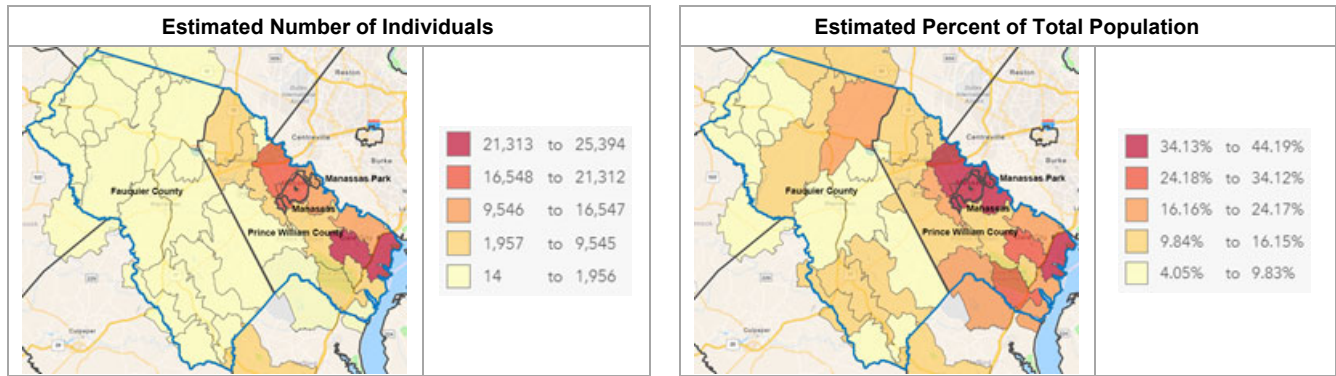 Estimated Number of Individuals
Reston
Centreville
Burke
Manassas Park
Fauquier County
Manassas
Prince William County
Culpeper
21,313 to 25,394
16,548 to 21,312
9,546 to 16,547
1,957 to 9,545
14 to 1,956
Estimated Percent of Total Population
Reston
Centreville
Burke
Manassas Park
Fauquier County
Manassas
Prince William County
Culpeper
34.13% to 44.19%
24.18% to 34.12%
16.16% to 24.17%
9.84% to 16.15%
4.05% to 9.83%